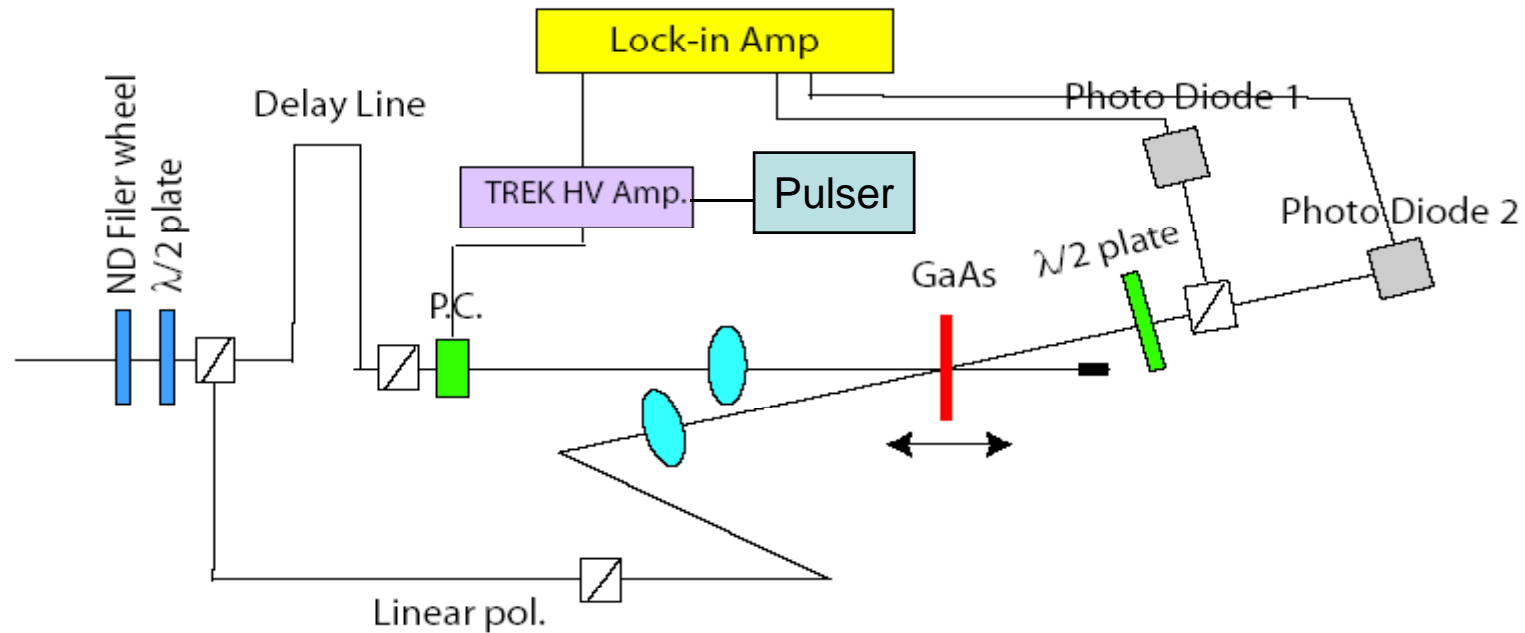 Lock-in Amp
Delay Line
Photo Diode 1
ND Filer wheel
λ/2 plate
TREK HV Amp.
Pulser
Photo Diode 2
λ/2 plate
GaAs
P.C.
Linear pol.